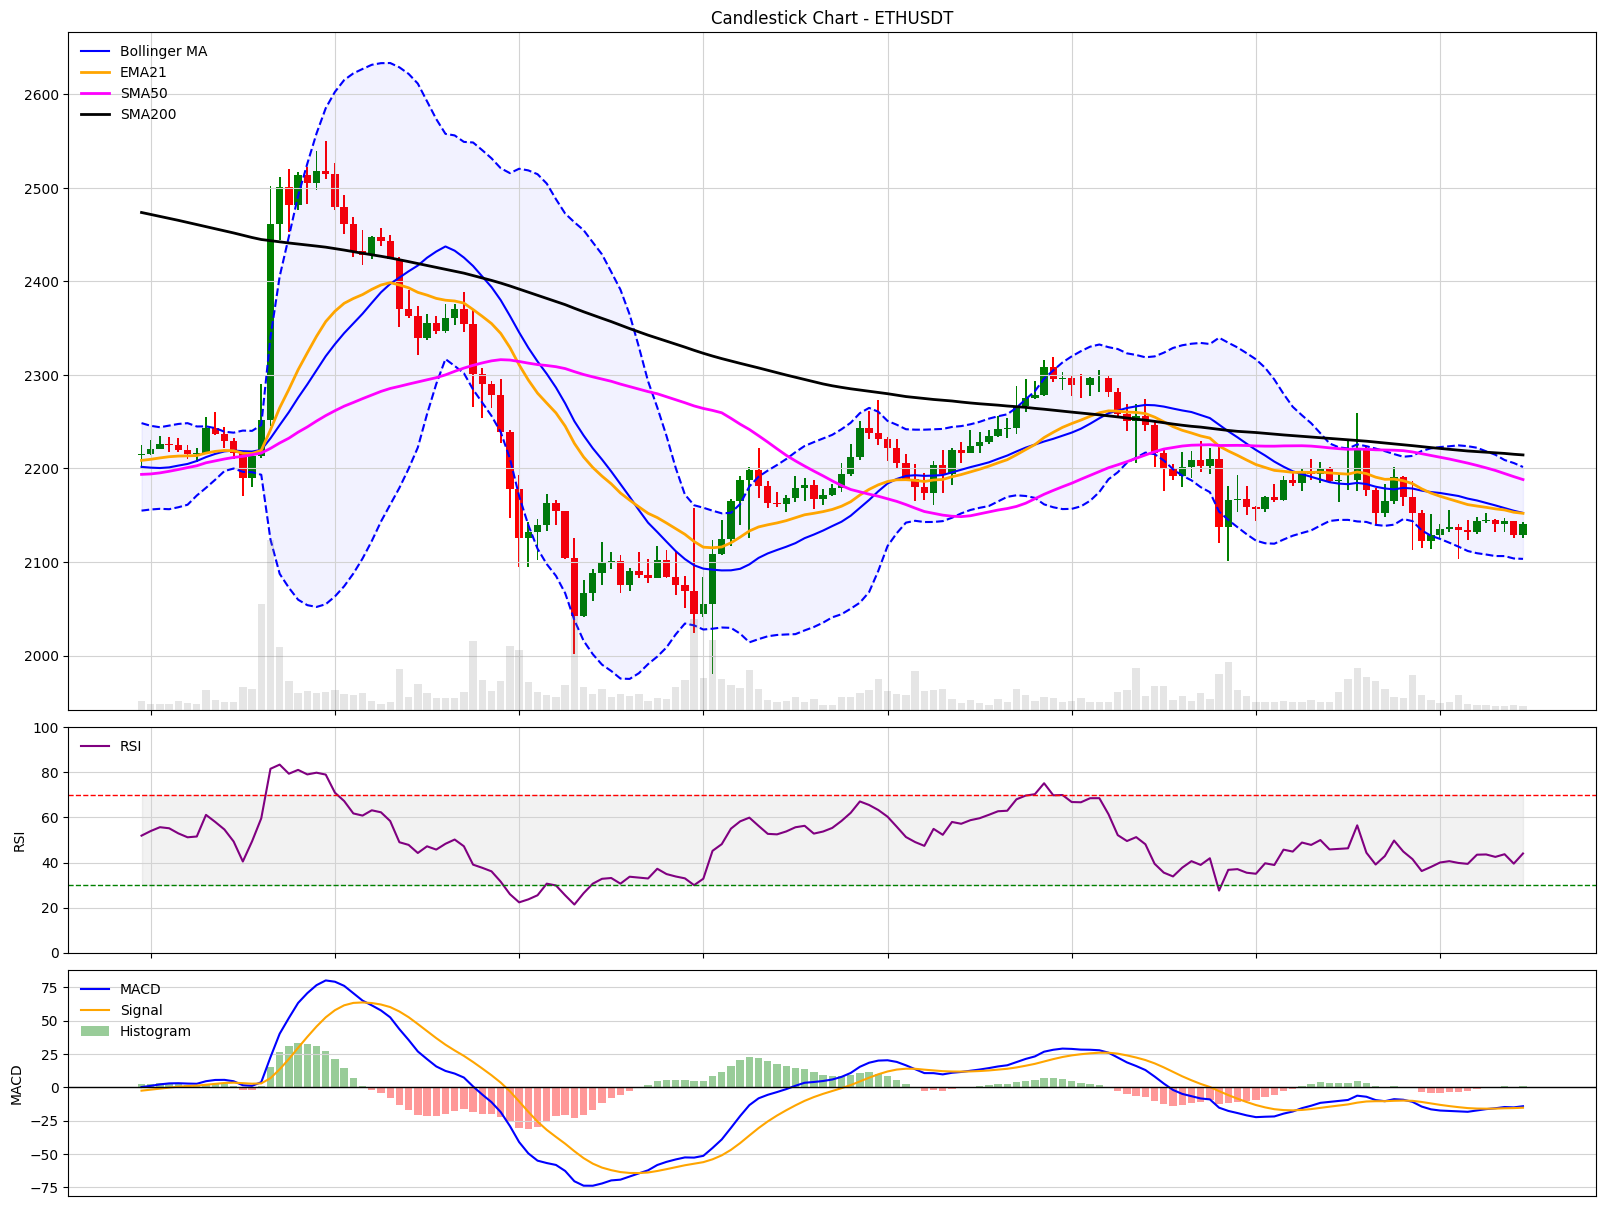 Candlestick Chart - ETHUSDT
Bollinger MA
EMA21
SMA50
SMA200
2600
2500
2400
2300
2200
2100
2000
RSI
100
80
60
40
20
0
RSI
MACD
Signal
Histogram
75
50
25
0
−25
−50
−75
MACD